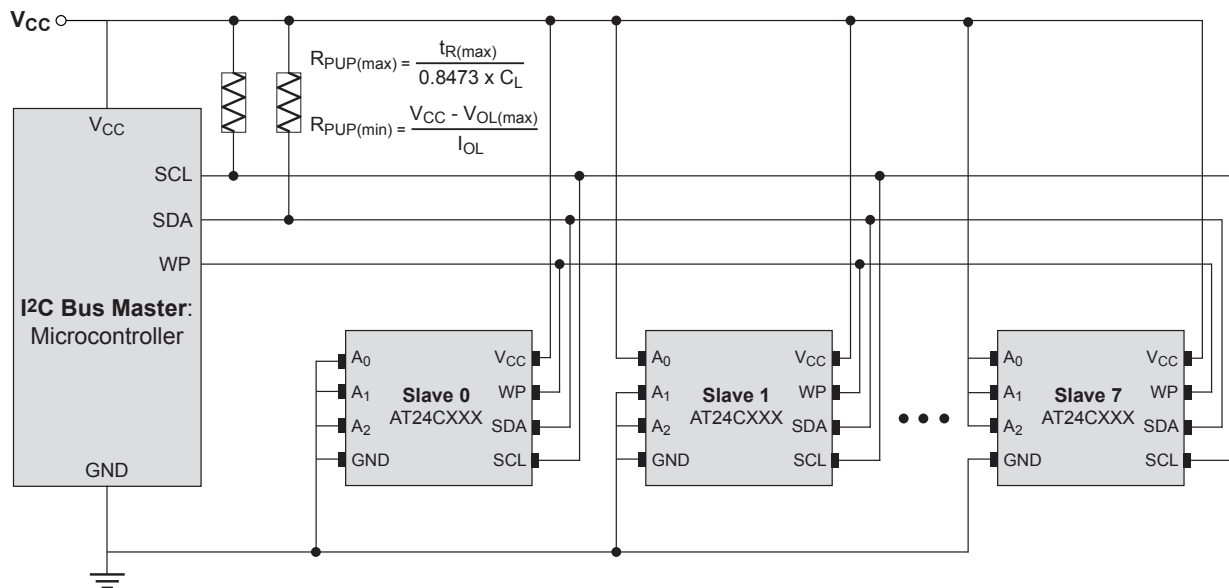 VCC
RPUP(max) = tR(max) / 0.8473 x CL
RPUP(min) = VCC - VOL(max) / IOL
VCC
SCL
SDA
WP
I2C Bus Master:
Microcontroller
GND
A0
A1
A2
GND
Slave 0
AT24CXXX
VCC
WP
SDA
SCL
A0
A1
A2
GND
Slave 1
AT24CXXX
VCC
WP
SDA
SCL
A0
A1
A2
GND
Slave 7
AT24CXXX
VCC
WP
SDA
SCL